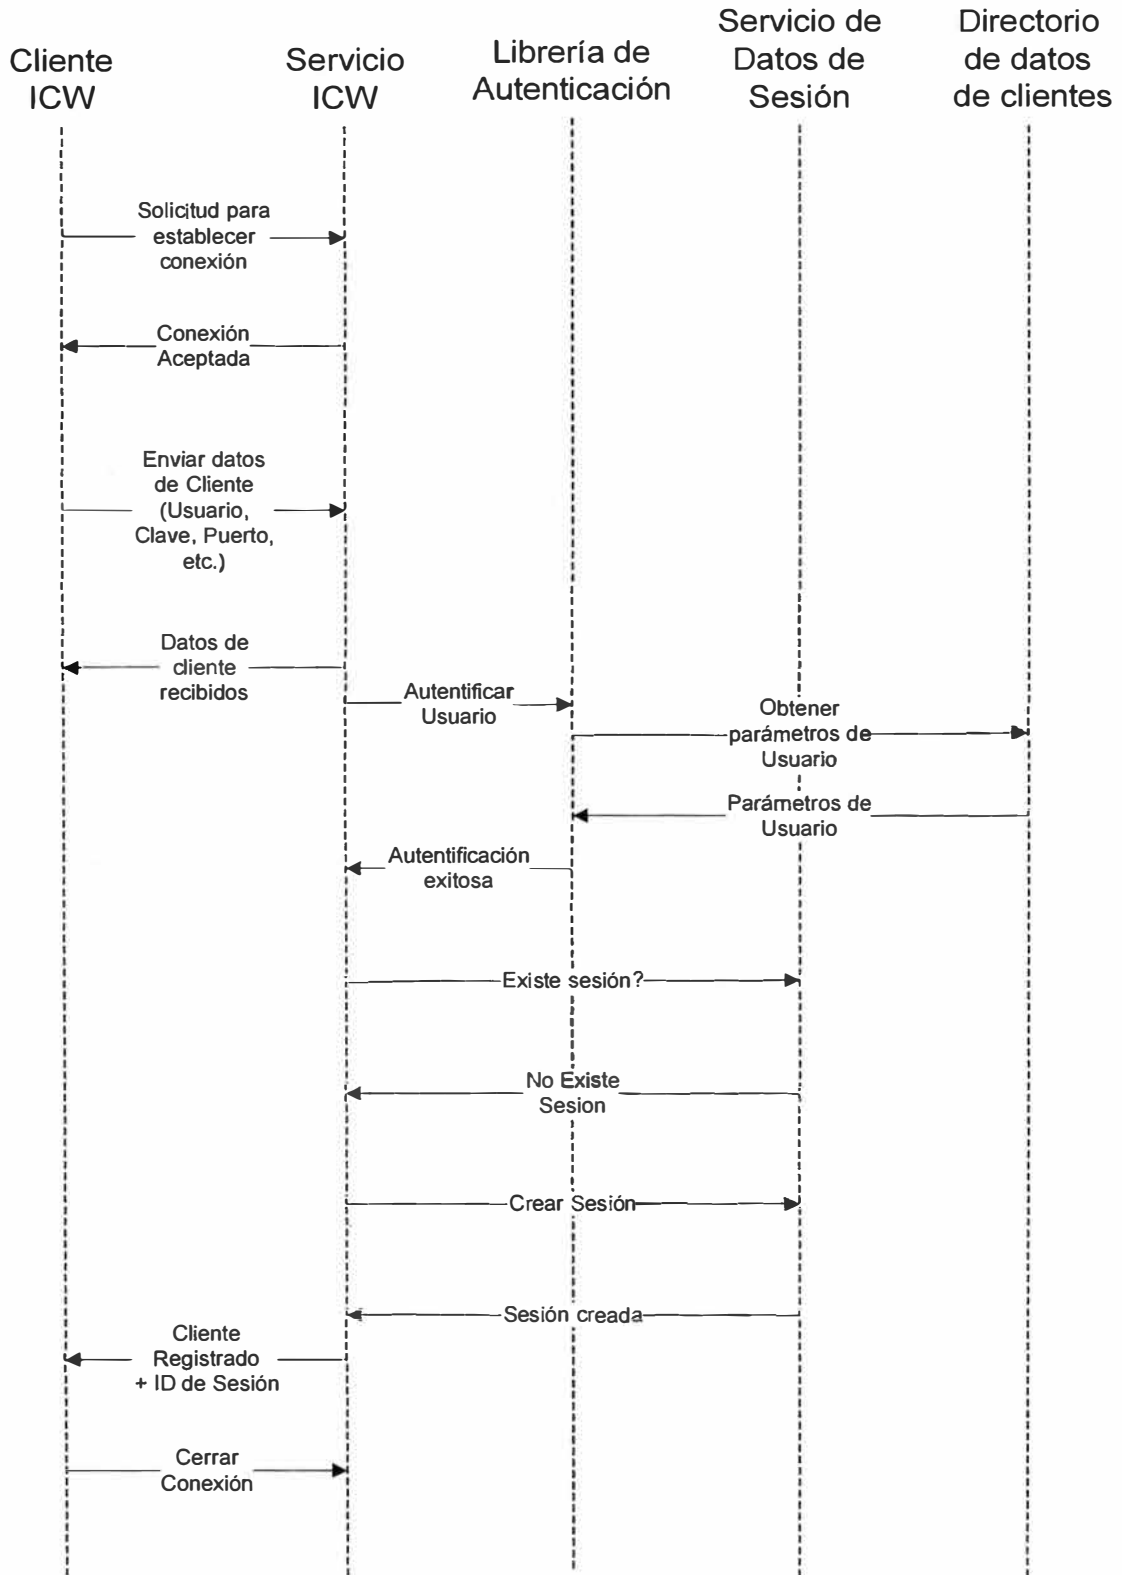 Cliente
ICW
Servicio
ICW
Librería de
Autenticación
Servicio de
Datos de
Sesión
Directorio
de datos
de clientes
Solicitud para
establecer
conexión
Conexión
Aceptada
Enviar datos
de Cliente
(Usuario,
Clave, Puerto,
etc.)
Datos de
cliente
recibidos
Autentificar
Usuario
Obtener
parámetros de
Usuario
Parámetros de
Usuario
Autentificación
exitosa
Existe sesión?
No Existe
Sesion
Crear Sesión
Sesión creada
Cliente
Registrado
+ ID de Sesión
Cerrar
Conexión